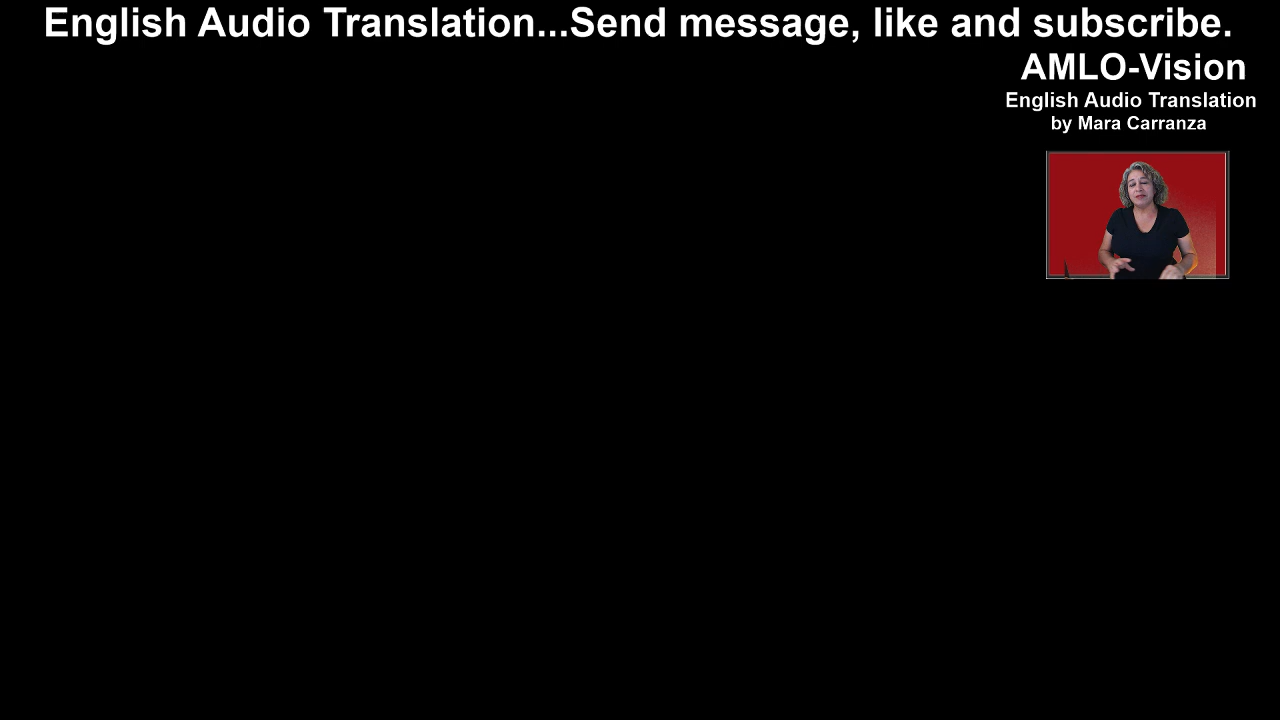 English Audio Translation...Send message, like and subscribe.
AMLO-Vision
English Audio Translation
by Mara Carranza